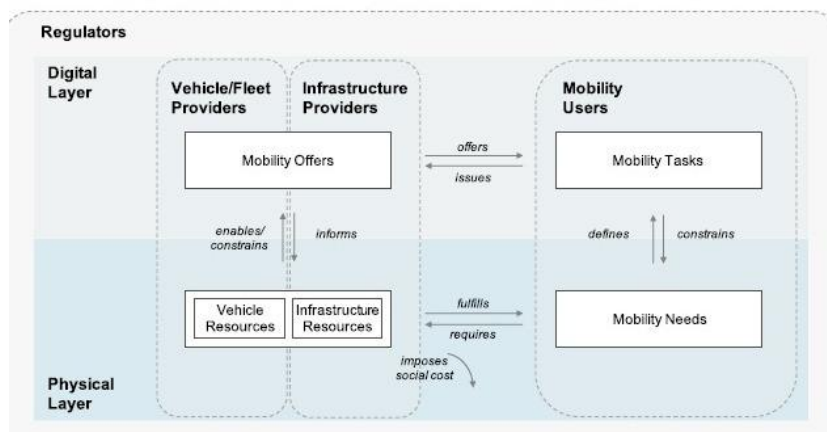 Regulators
Digital
Layer
Vehicle/Fleet
Providers
Infrastructure
Providers
Mobility
Users
Mobility Offers
offers
issues
Mobility Tasks
enables/
constrains
informs
defines
constrains
Vehicle
Resources
Infrastructure
Resources
fulfills
requires
Mobility Needs
imposes
social cost
Physical
Layer